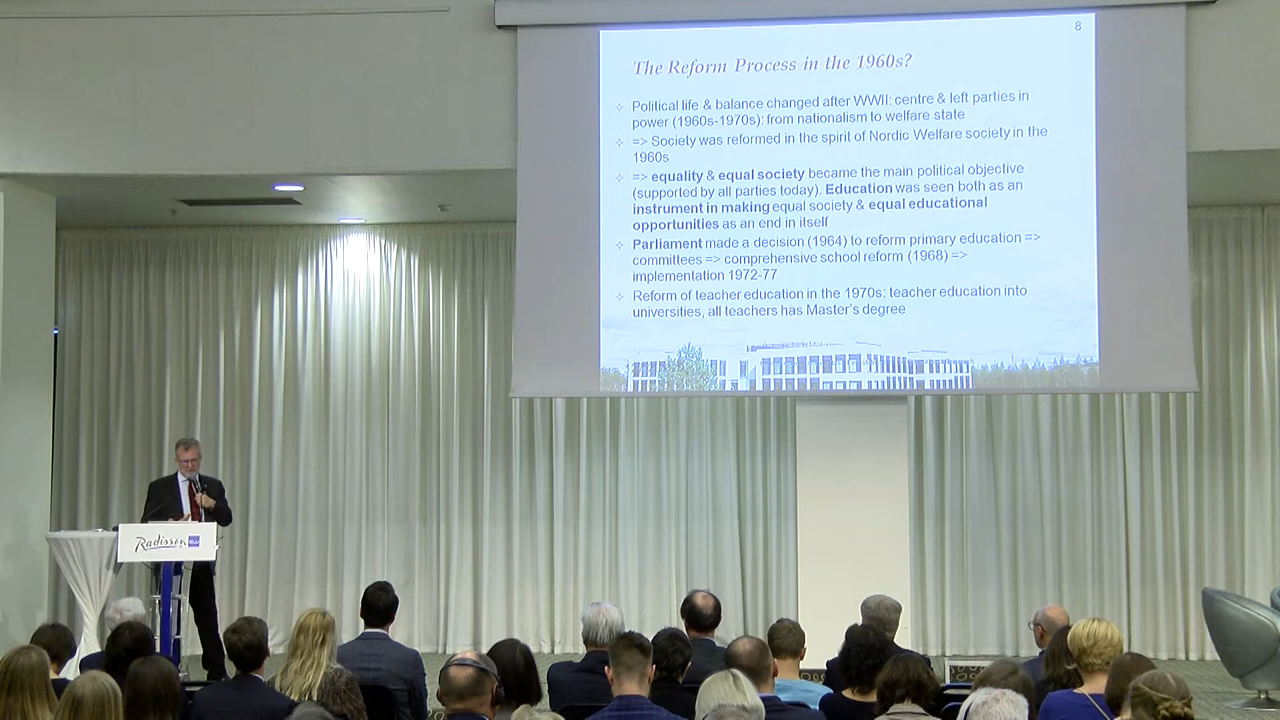 8
The Reform Process in the 1960s?
Political life & balance changed after WWII: centre & left parties in
power (1960s-1970s): from nationalism to welfare state
=> Society was reformed in the spirit of Nordic Welfare society in the
1960s
=> equality & equal society became the main political objective
(supported by all parties today). Education was seen both as an
instrument in making equal society & equal educational
opportunities as an end in itself
Parliament made a decision (1964) to reform primary education =>
committees => comprehensive school reform (1968) =>
implementation 1972-77
Reform of teacher education in the 1970s: teacher education into
universities, all teachers has Master's degree
Radisson